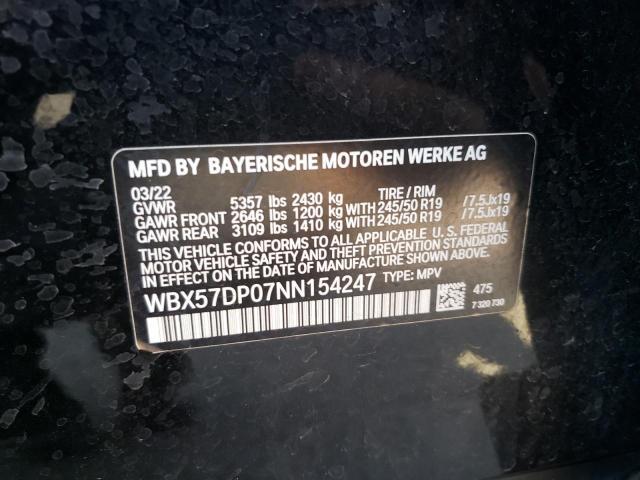 MFD BY BAYERISCHE MOTOREN WERKE AG
03/22 TIRE / RIM
GVWR 5357 lbs 2430 kg
GAWR FRONT 2646 lbs 1200 kg WITH 245/50 R19 /7.5Jx19
GAWR REAR 3109 lbs 1410 kg WITH 245/50 R19 /7.5Jx19
THIS VEHICLE CONFORMS TO ALL APPLICABLE U. S. FEDERAL
MOTOR VEHICLE SAFETY AND THEFT PREVENTION STANDARDS
IN EFFECT ON THE DATE OF MANUFACTURE SHOWN ABOVE.
WBX57DP07NN154247 TYPE: MPV
475
7 320 730